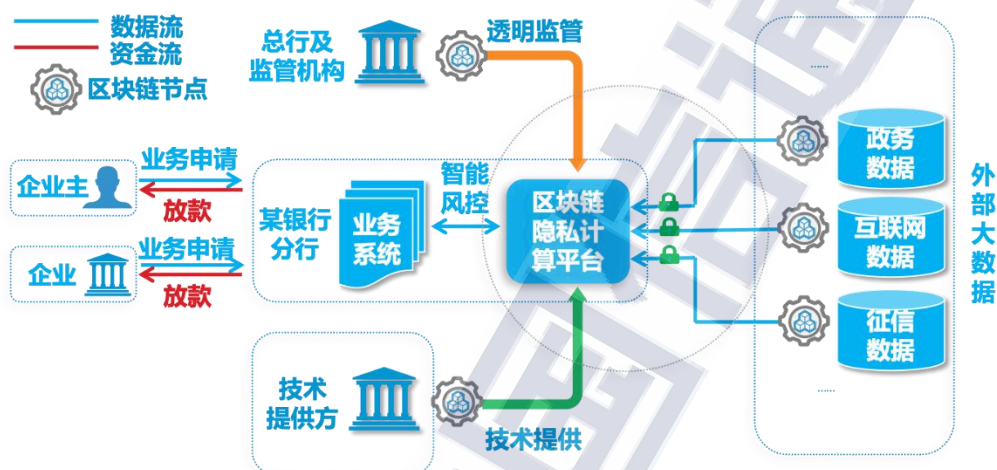 数据流
资金流
区块链节点
总行及
监管机构
透明监管
企业主
业务申请
放款
企业
业务申请
放款
某银行
分行
业务
系统
智能
风控
区块链
隐私计
算平台
技术
提供方
技术提供
......
政务
数据
互联网
数据
征信
数据
......
外
部
大
数
据